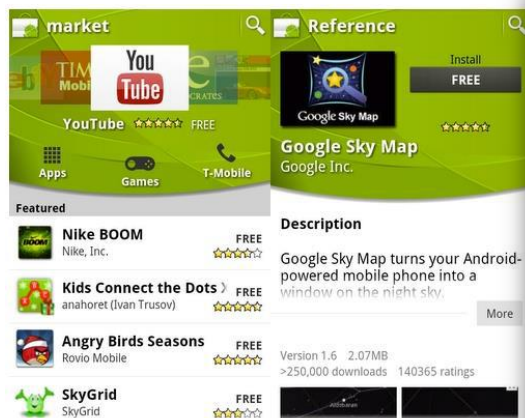 market
You
Tube
TIME
Mobi
YouTube FREE
Apps
Games
T-Mobile
Featured
BOOM
Nike BOOM
Nike, Inc.
FREE
Kids Connect the Dots
anahoret (Ivan Trusov)
FREE
Angry Birds Seasons
Rovio Mobile
FREE
SkyGrid
SkyGrid
FREE
Reference
Google Sky Map
Install
FREE
Google Sky Map
Google Inc.
Description
Google Sky Map turns your Android-
powered mobile phone into a
window on the night sky.
More
Version 1.6 2.07MB
>250,000 downloads 140365 ratings